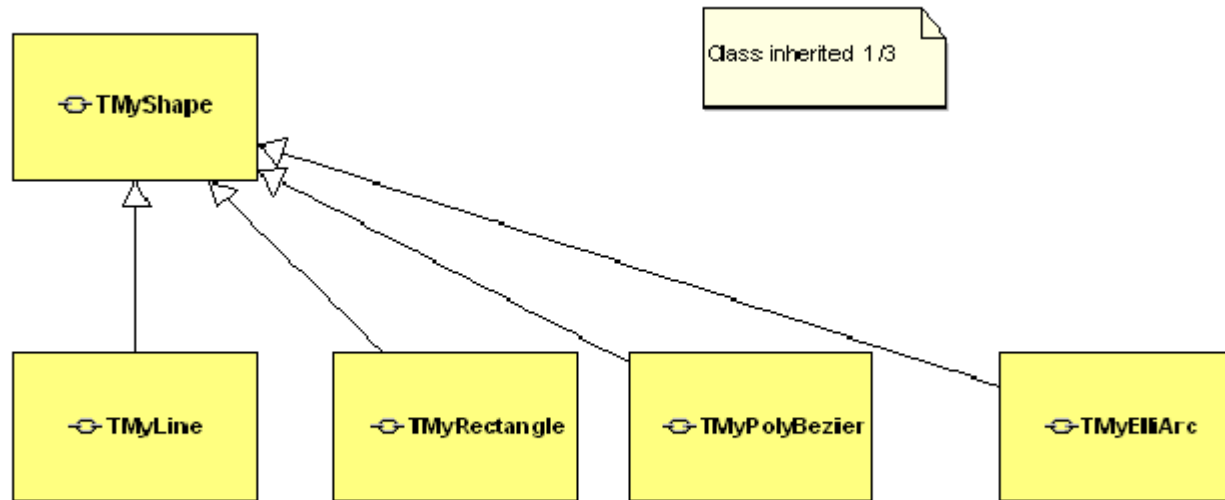 Class inherited 1/3
TMyShape
TMyLine
TMyRectangle
TMyPolyBezier
TMyElliArc